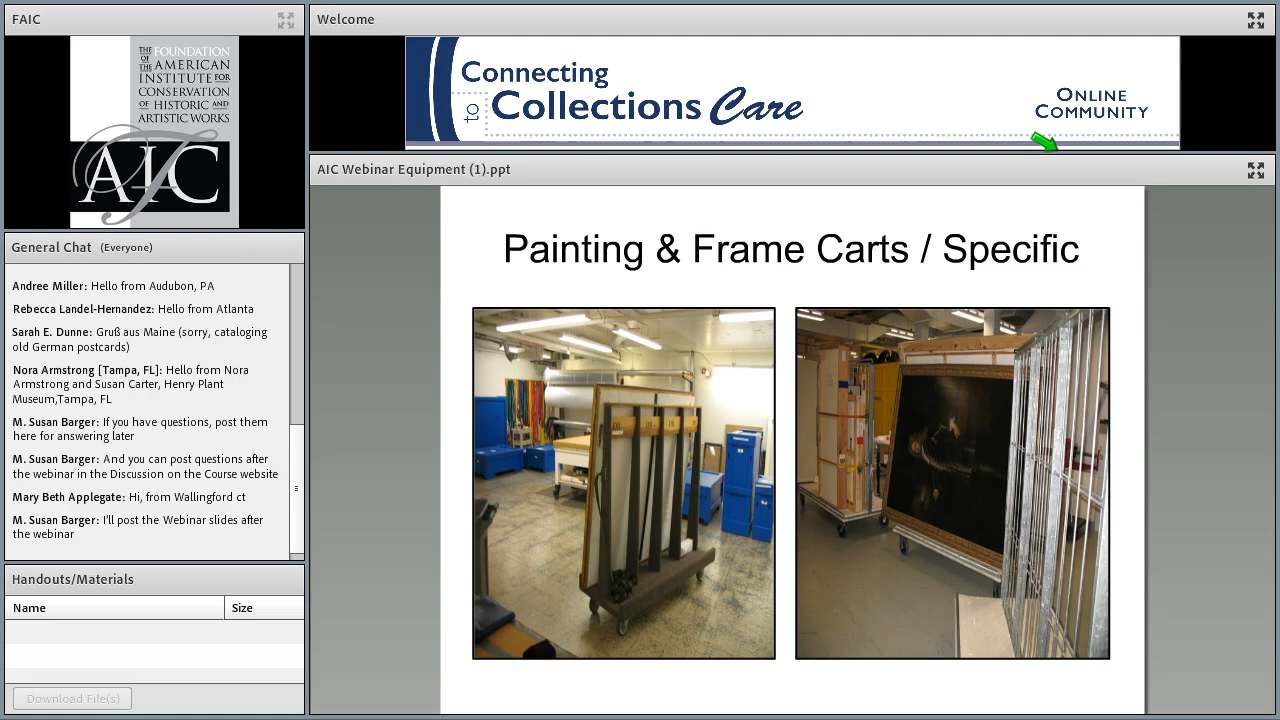 FAIC
THE FOUNDATION
OF THE AMERICAN
INSTITUTE FOR
CONSERVATION
OF HISTORIC AND
ARTISTIC WORKS
AIC
General Chat (Everyone)
Andree Miller: Hello from Audubon, PA
Rebecca Landel-Hernandez: Hello from Atlanta
Sarah E. Dunne: Gruß aus Maine (sorry, cataloging
old German postcards)
Nora Armstrong [Tampa, FL]: Hello from Nora
Armstrong and Susan Carter, Henry Plant
Museum,Tampa, FL
M. Susan Barger: If you have questions, post them
here for answering later
M. Susan Barger: And you can post questions after
the webinar in the Discussion on the Course website
Mary Beth Applegate: Hi, from Wallingford ct
M. Susan Barger: I'll post the Webinar slides after
the webinar
Handouts/Materials
Name Size
Download File(s)
Welcome
Connecting
to Collections Care
ONLINE
COMMUNITY
AIC Webinar Equipment (1).ppt
Painting & Frame Carts / Specific